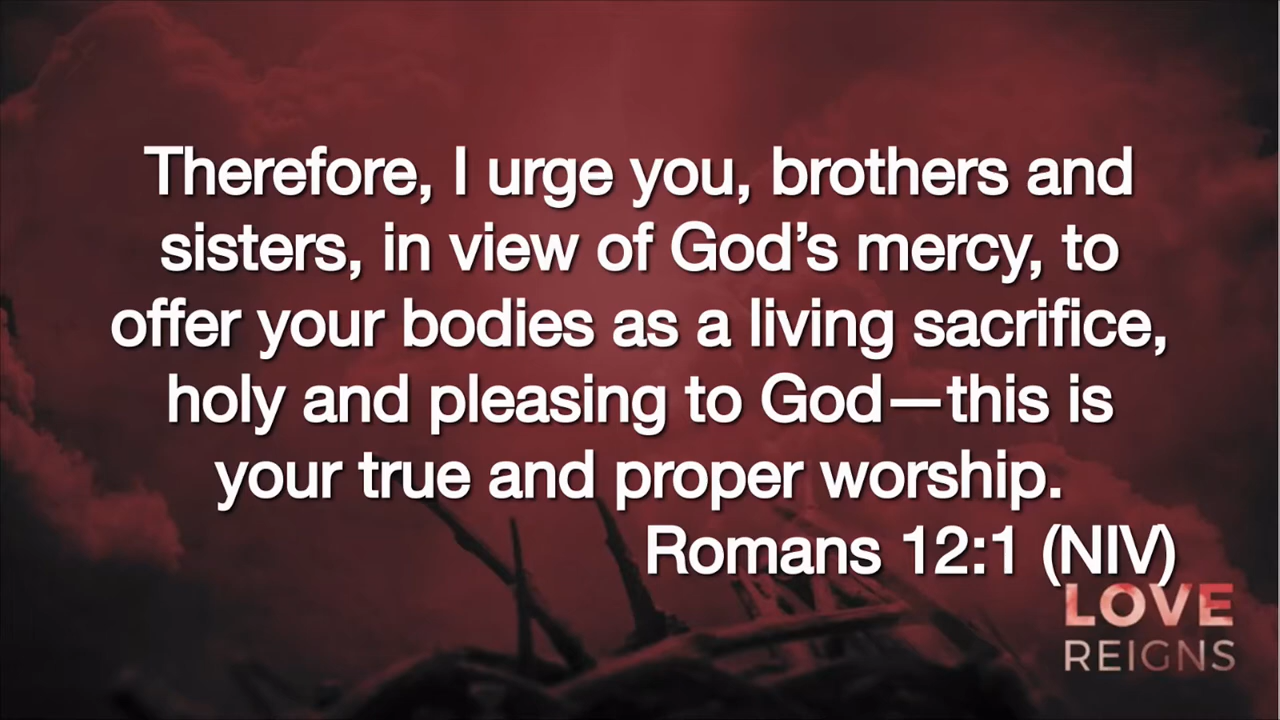 Therefore, I urge you, brothers and
sisters, in view of God’s mercy, to
offer your bodies as a living sacrifice,
holy and pleasing to God—this is
your true and proper worship.
Romans 12:1 (NIV)
LOVE
REIGNS